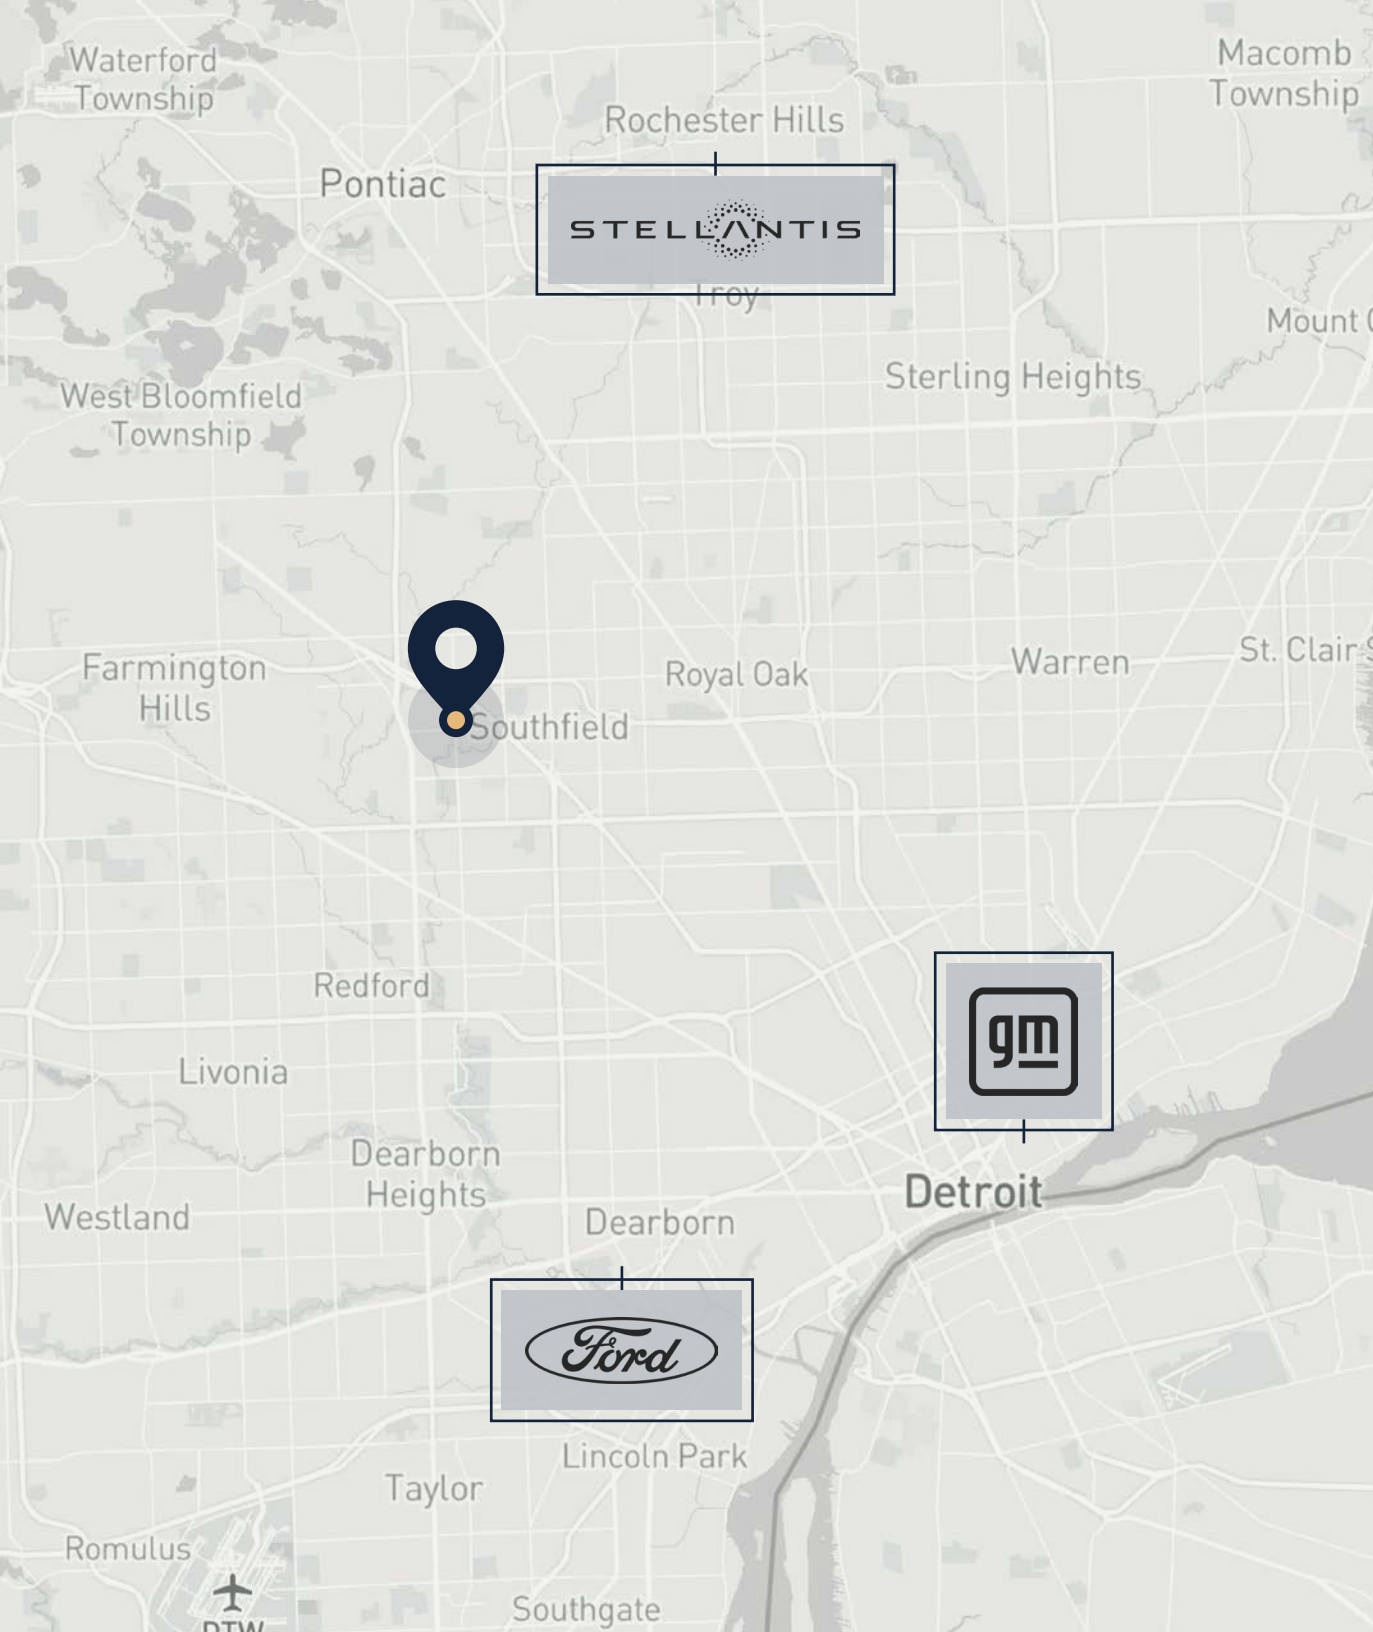 Waterford
Township
Macomb
Township
Rochester Hills
Pontiac
STELLANTIS
Troy
Mount C
Sterling Heights
West Bloomfield
Township
Farmington
Hills
Royal Oak
Warren
St. Clair S
Southfield
Redford
gm
Livonia
Dearborn
Heights
Detroit
Westland
Dearborn
Ford
Lincoln Park
Taylor
Romulus
Southgate
DTW